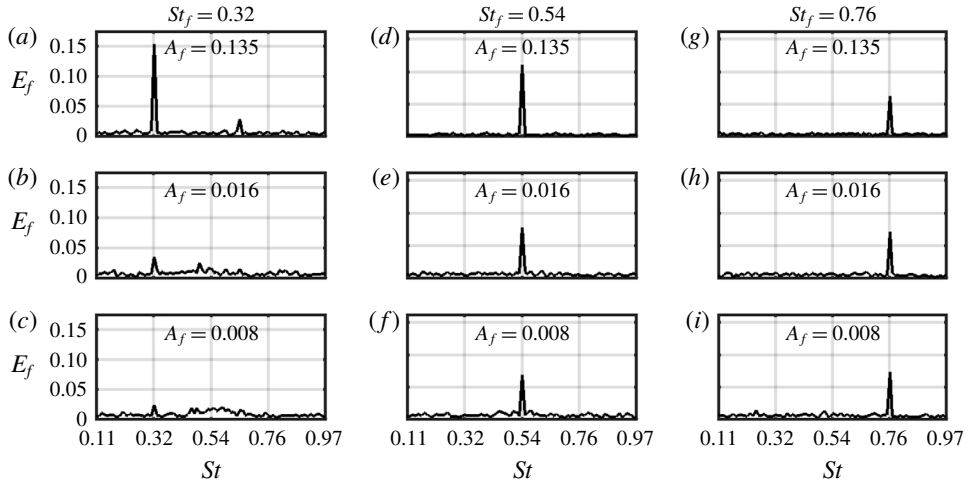 St_f = 0.32 St_f = 0.54 St_f = 0.76
(a) 0.15 A_f = 0.135 (d) A_f = 0.135 (g) A_f = 0.135
E_f 0.10
0.05
0
(b) 0.15 A_f = 0.016 (e) A_f = 0.016 (h) A_f = 0.016
E_f 0.10
0.05
0
(c) 0.15 A_f = 0.008 (f) A_f = 0.008 (i) A_f = 0.008
E_f 0.10
0.05
0
0.11 0.32 0.54 0.76 0.97 0.11 0.32 0.54 0.76 0.97 0.11 0.32 0.54 0.76 0.97
St St St